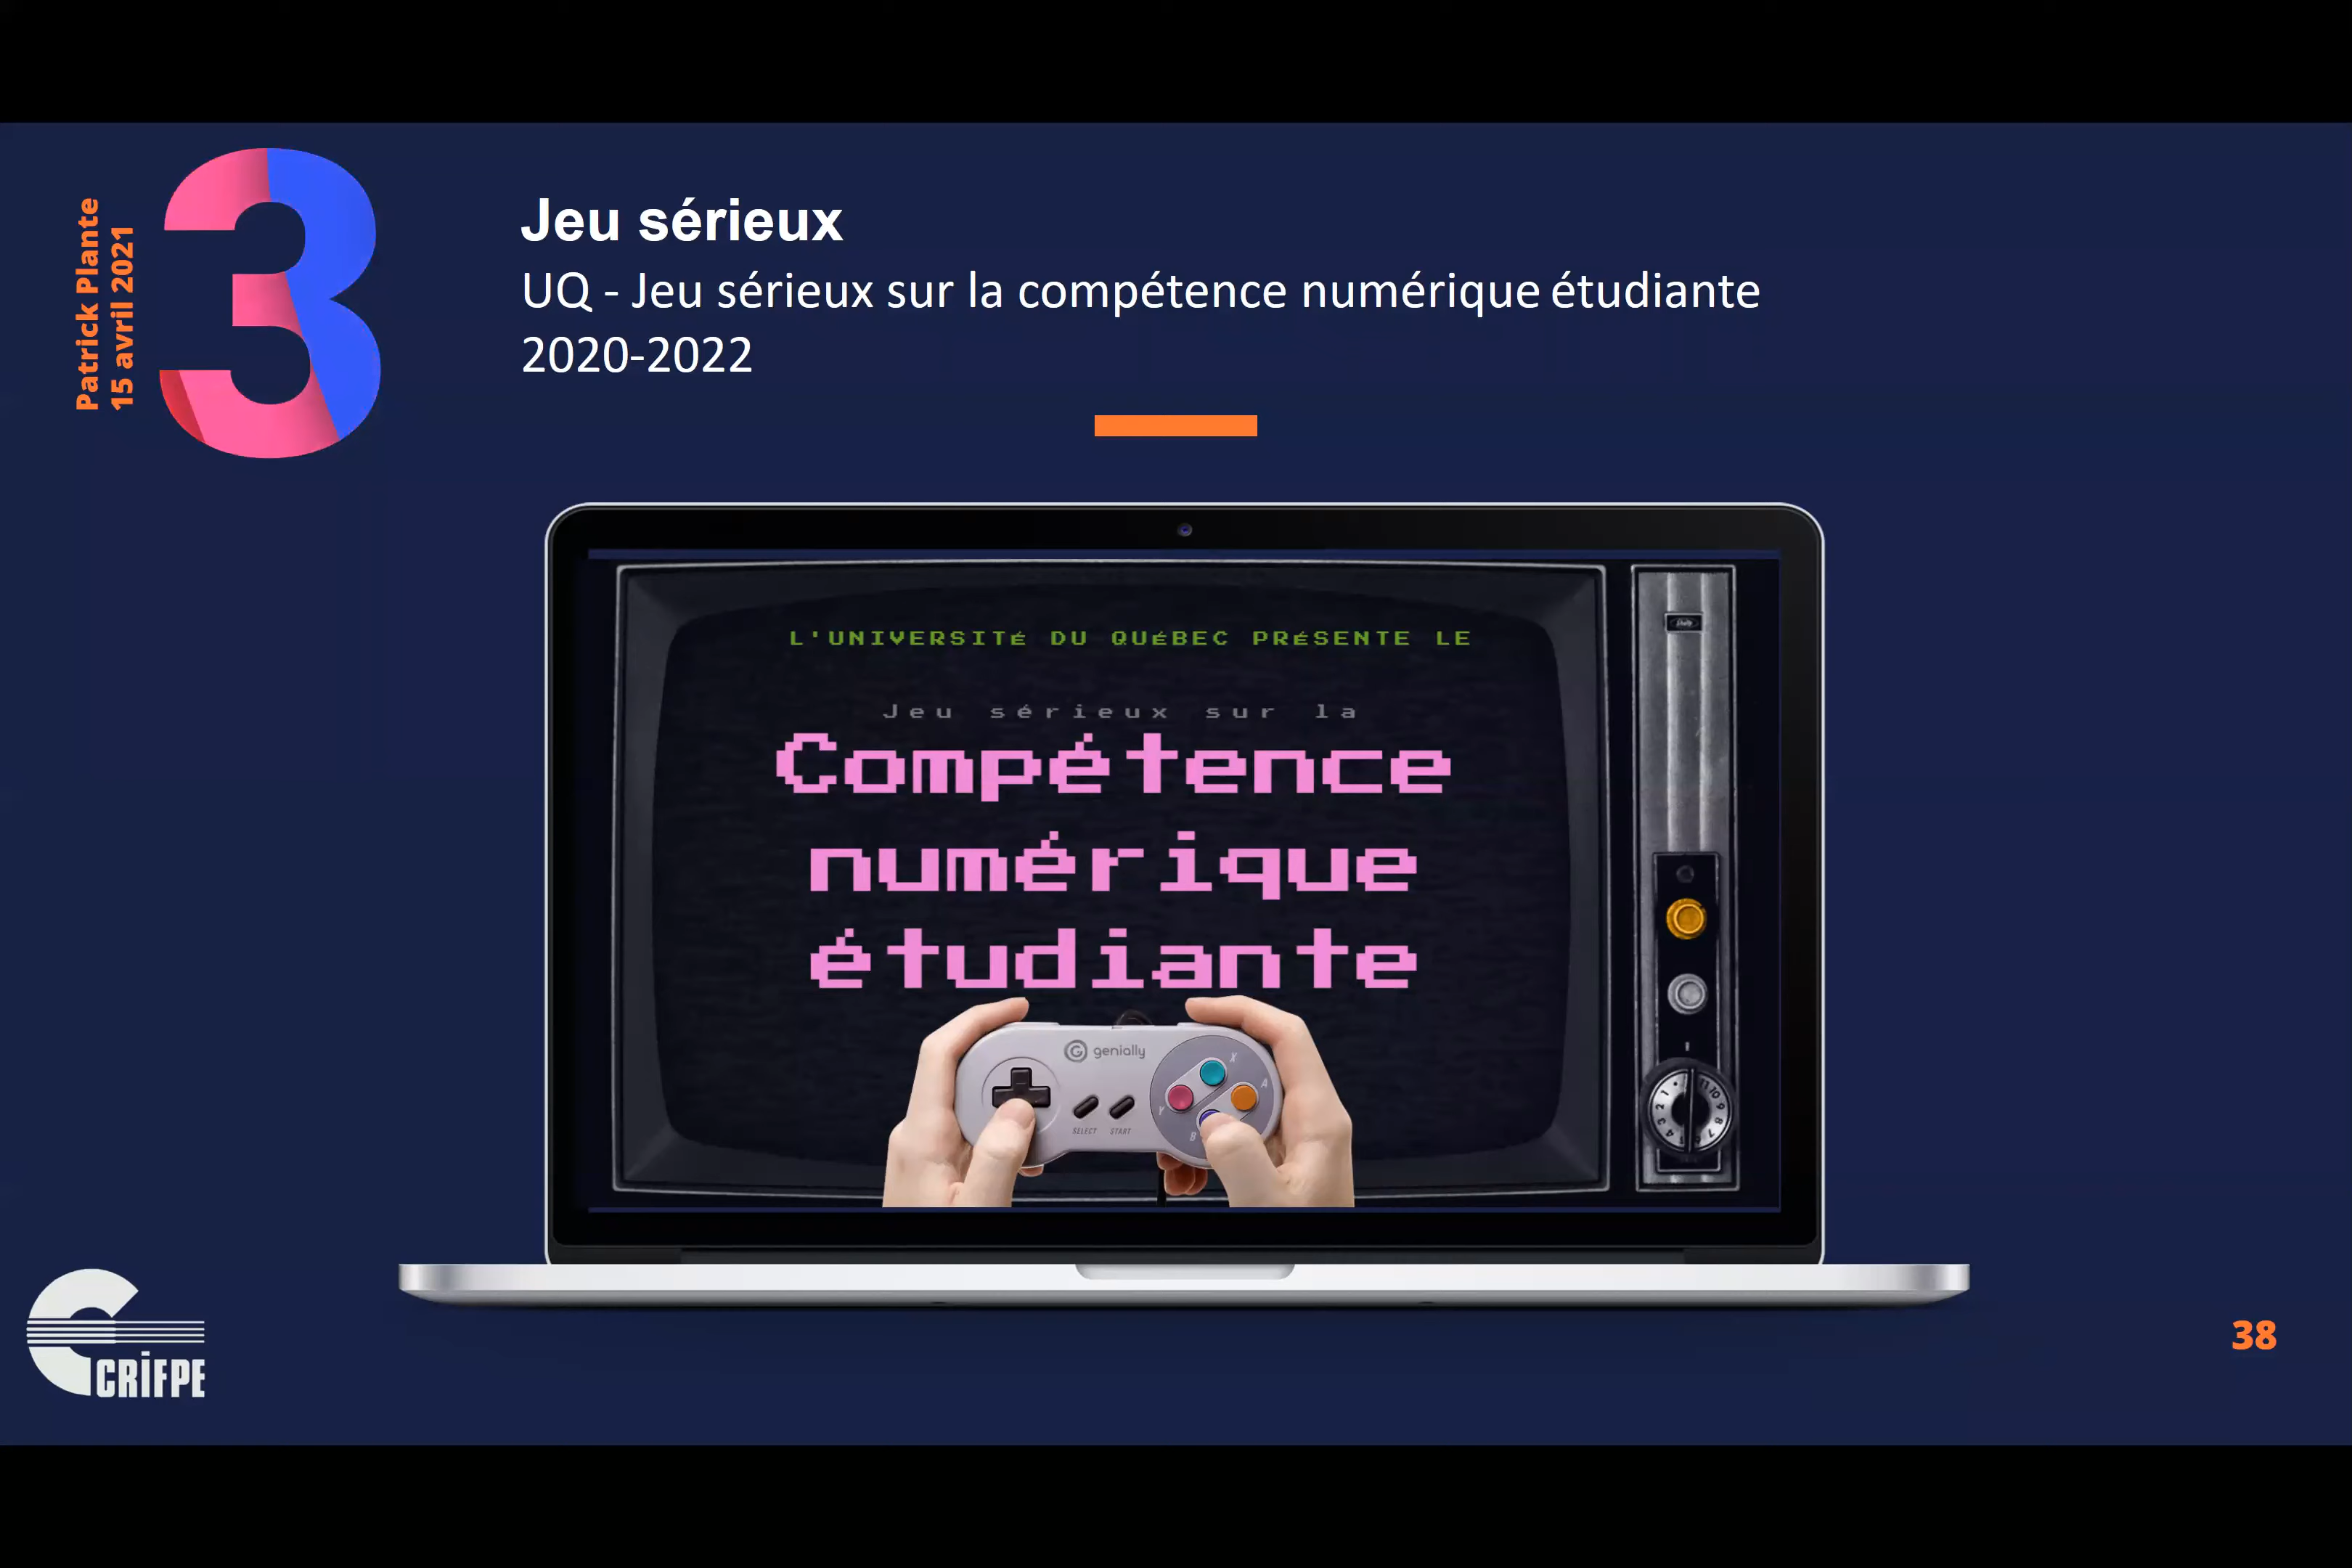 Patrick Plante
15 avril 2021
3
Jeu sérieux
UQ - Jeu sérieux sur la compétence numérique étudiante
2020-2022
L'UNIVERSITé DU QUéBEC PRéSENTE LE
Jeu sérieux sur la
Compétence
numérique
étudiante
genially
X
A
Y
B
SELECT START
CRIFPE
38